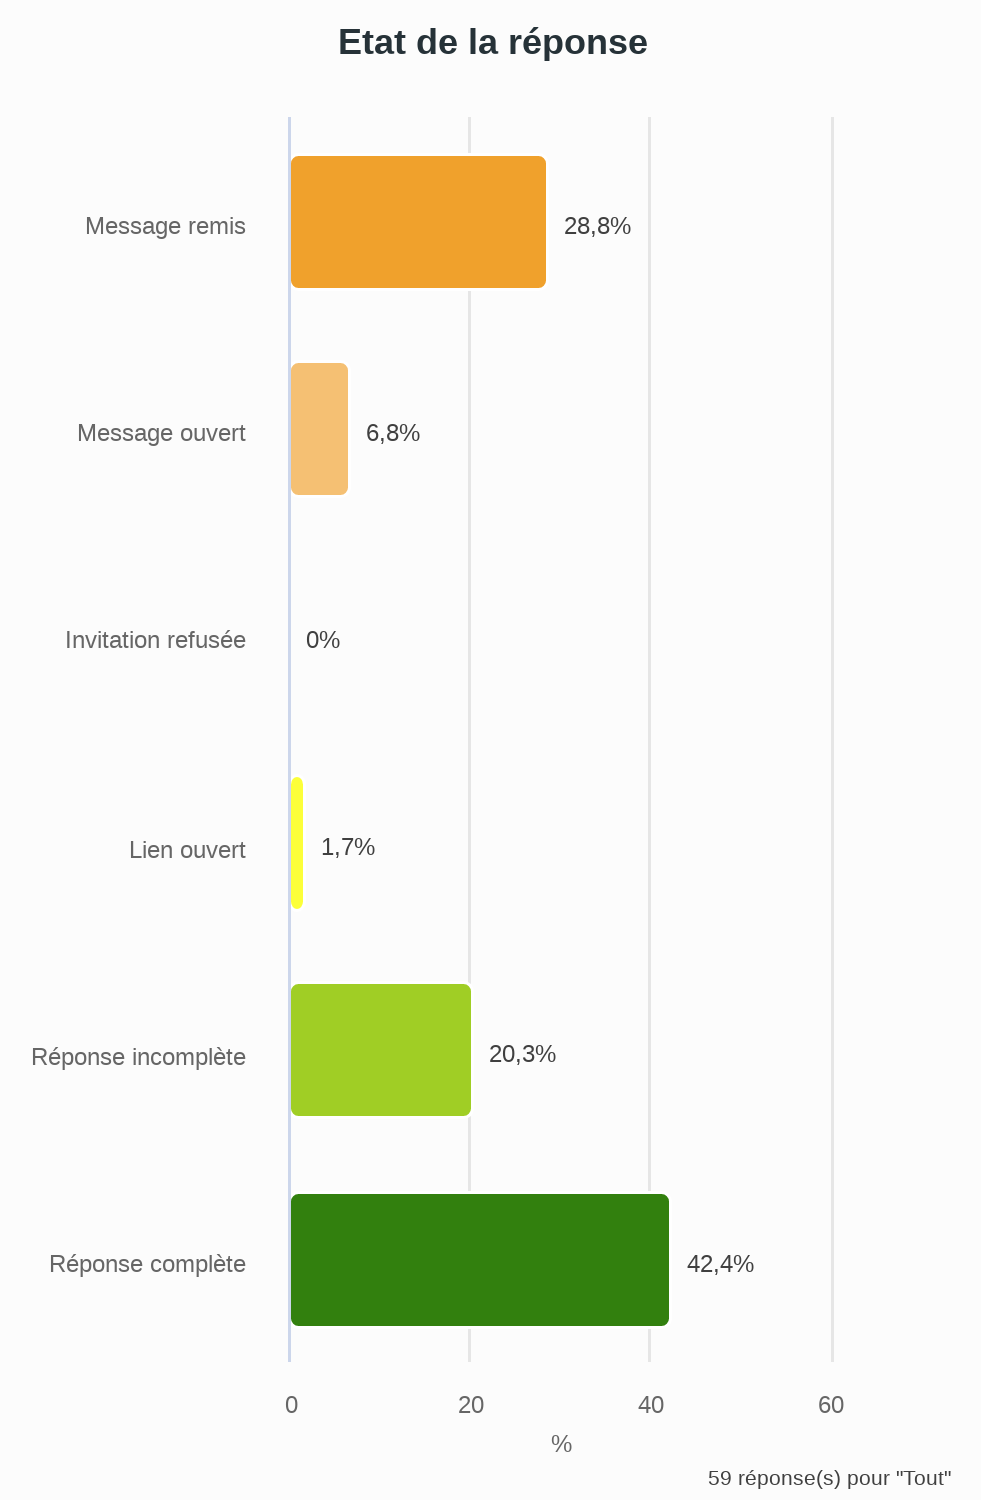 Etat de la réponse
Message remis
28,8%
Message ouvert
6,8%
Invitation refusée
0%
Lien ouvert
1,7%
Réponse incomplète
20,3%
Réponse complète
42,4%
0 20 40 60
%
59 réponse(s) pour "Tout"